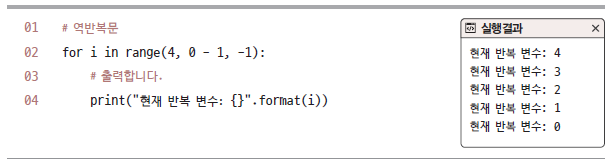 01 # 역반복문
02 for i in range(4, 0 - 1, -1):
03 # 출력합니다.
04 print("현재 반복 변수: {}".format(i))
실행결과
현재 반복 변수: 4
현재 반복 변수: 3
현재 반복 변수: 2
현재 반복 변수: 1
현재 반복 변수: 0